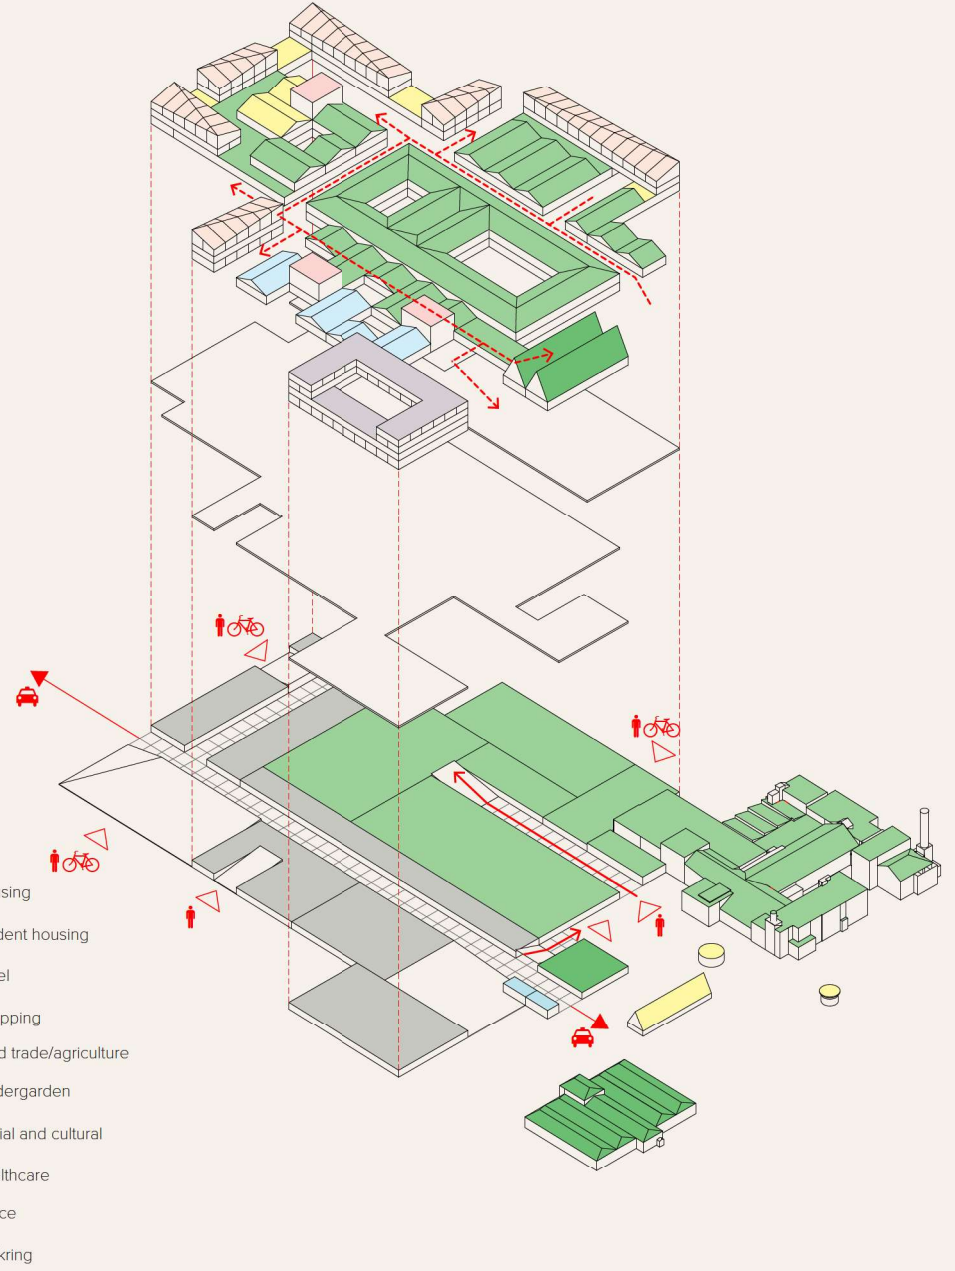 sing
dent housing
el
pping
d trade/agriculture
dergarden
ial and cultural
lthcare
ce
kring